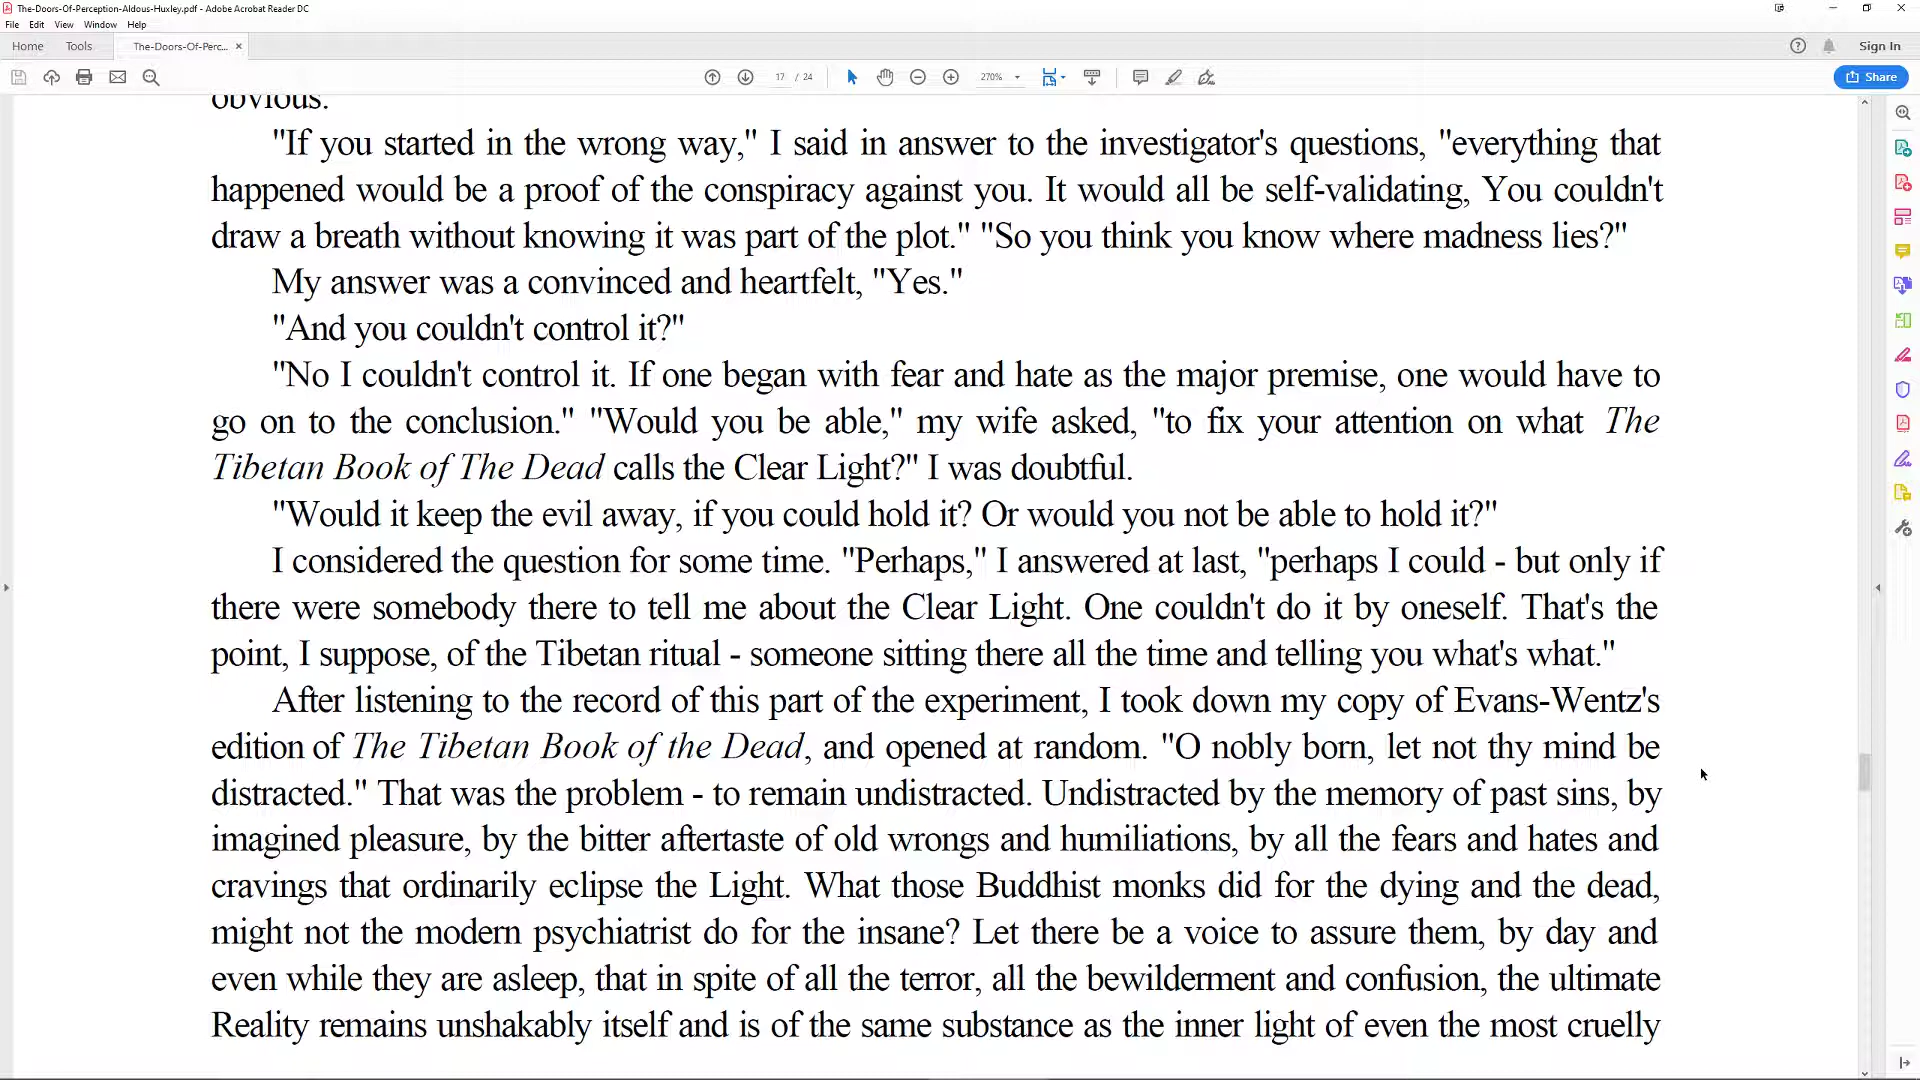 The-Doors-Of-Perception-Aldous-Huxley.pdf - Adobe Acrobat Reader DC
File Edit View Window Help
Home Tools The-Doors-Of-Perc... × Sign In
17 / 24 270% Share
obvious.
"If you started in the wrong way," I said in answer to the investigator's questions, "everything that
happened would be a proof of the conspiracy against you. It would all be self-validating, You couldn't
draw a breath without knowing it was part of the plot." "So you think you know where madness lies?"
My answer was a convinced and heartfelt, "Yes."
"And you couldn't control it?"
"No I couldn't control it. If one began with fear and hate as the major premise, one would have to
go on to the conclusion." "Would you be able," my wife asked, "to fix your attention on what The
Tibetan Book of The Dead calls the Clear Light?" I was doubtful.
"Would it keep the evil away, if you could hold it? Or would you not be able to hold it?"
I considered the question for some time. "Perhaps," I answered at last, "perhaps I could - but only if
there were somebody there to tell me about the Clear Light. One couldn't do it by oneself. That's the
point, I suppose, of the Tibetan ritual - someone sitting there all the time and telling you what's what."
After listening to the record of this part of the experiment, I took down my copy of Evans-Wentz's
edition of The Tibetan Book of the Dead, and opened at random. "O nobly born, let not thy mind be
distracted." That was the problem - to remain undistracted. Undistracted by the memory of past sins, by
imagined pleasure, by the bitter aftertaste of old wrongs and humiliations, by all the fears and hates and
cravings that ordinarily eclipse the Light. What those Buddhist monks did for the dying and the dead,
might not the modern psychiatrist do for the insane? Let there be a voice to assure them, by day and
even while they are asleep, that in spite of all the terror, all the bewilderment and confusion, the ultimate
Reality remains unshakably itself and is of the same substance as the inner light of even the most cruelly